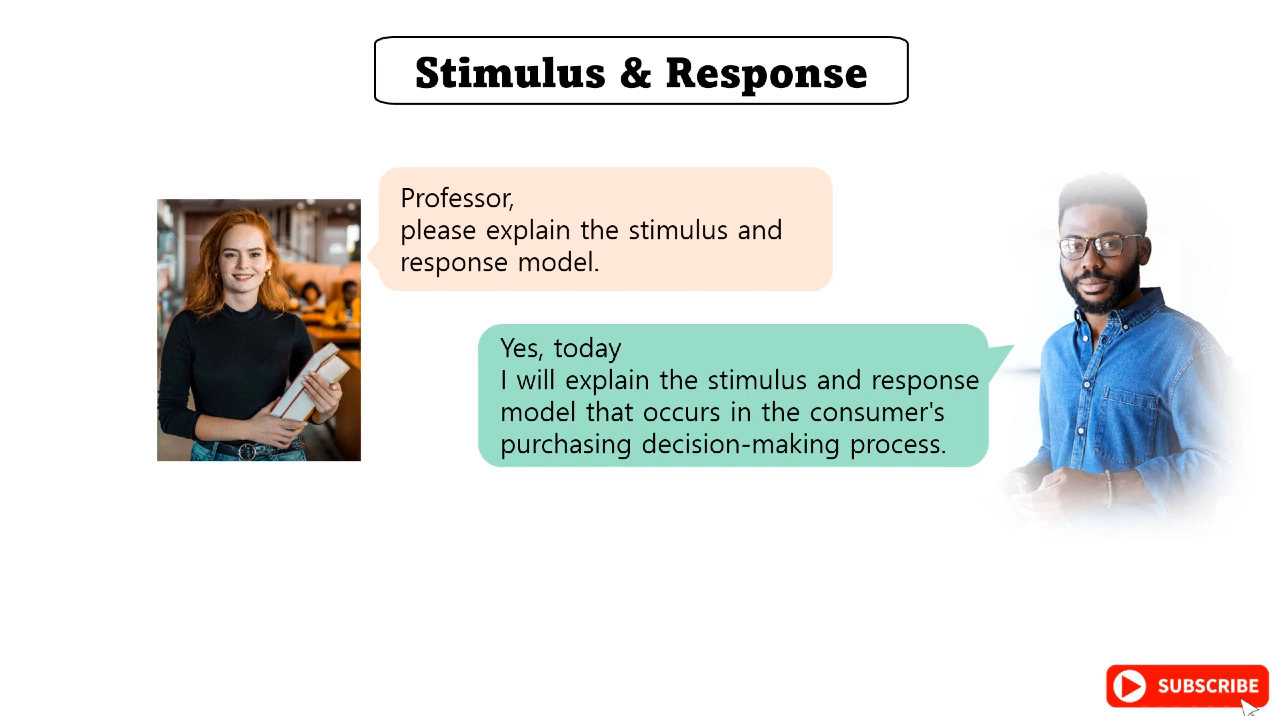 Stimulus & Response
Professor,
please explain the stimulus and
response model.
Yes, today
I will explain the stimulus and response
model that occurs in the consumer's
purchasing decision-making process.
SUBSCRIBE